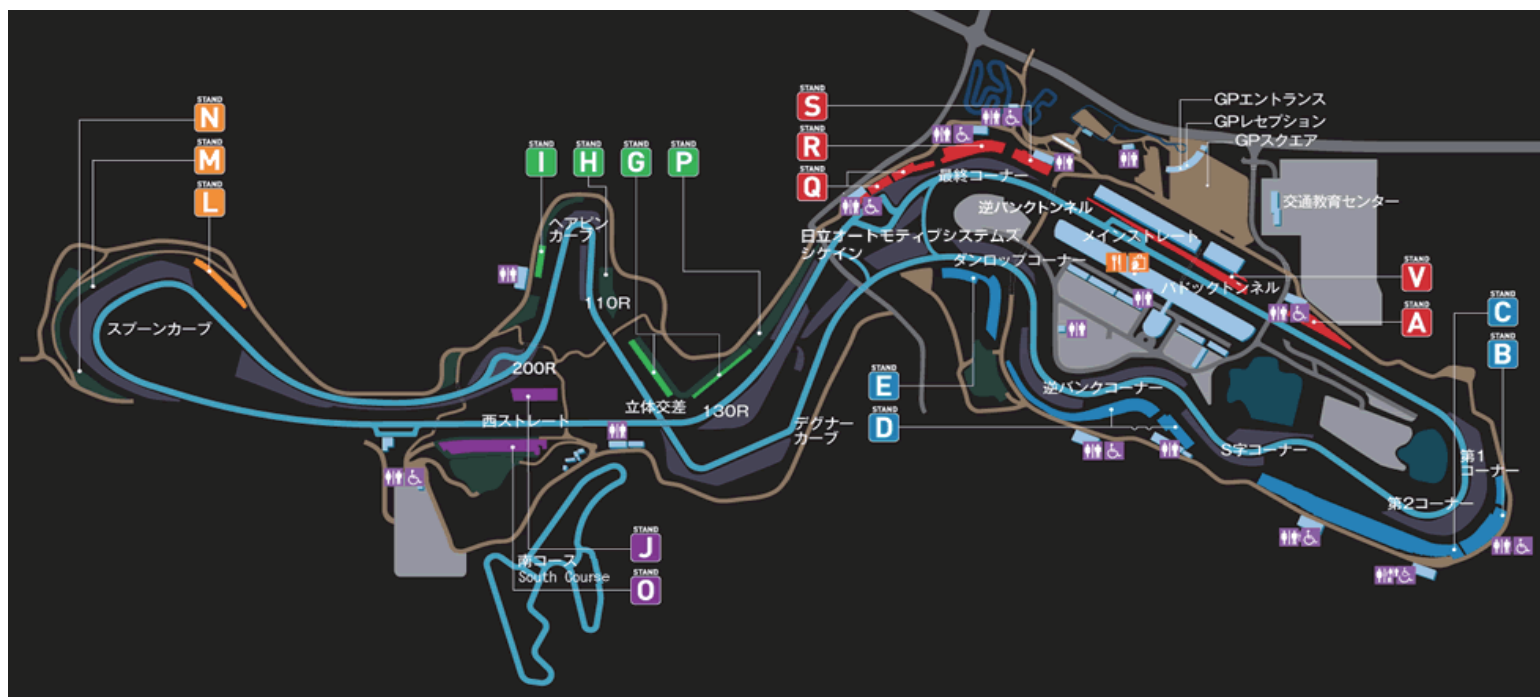 STAND
N
STAND
M
STAND
L
STAND
I
STAND
H
STAND
G
STAND
P
STAND
S
STAND
R
STAND
Q
GPエントランス
GPレセプション
GPスクエア
交通教育センター
最終コーナー
逆バンクトンネル
メインストレート
日立オートモティブシステムズ
シケイン
ダンロップコーナー
パドックトンネル
STAND
V
STAND
A
STAND
C
STAND
B
ヘアピン
カーブ
110R
スプーンカーブ
200R
立体交差
130R
西ストレート
デグナー
カーブ
STAND
E
STAND
D
逆バンクコーナー
S字コーナー
第1
コーナー
第2コーナー
STAND
J
STAND
O
南コース
South Course